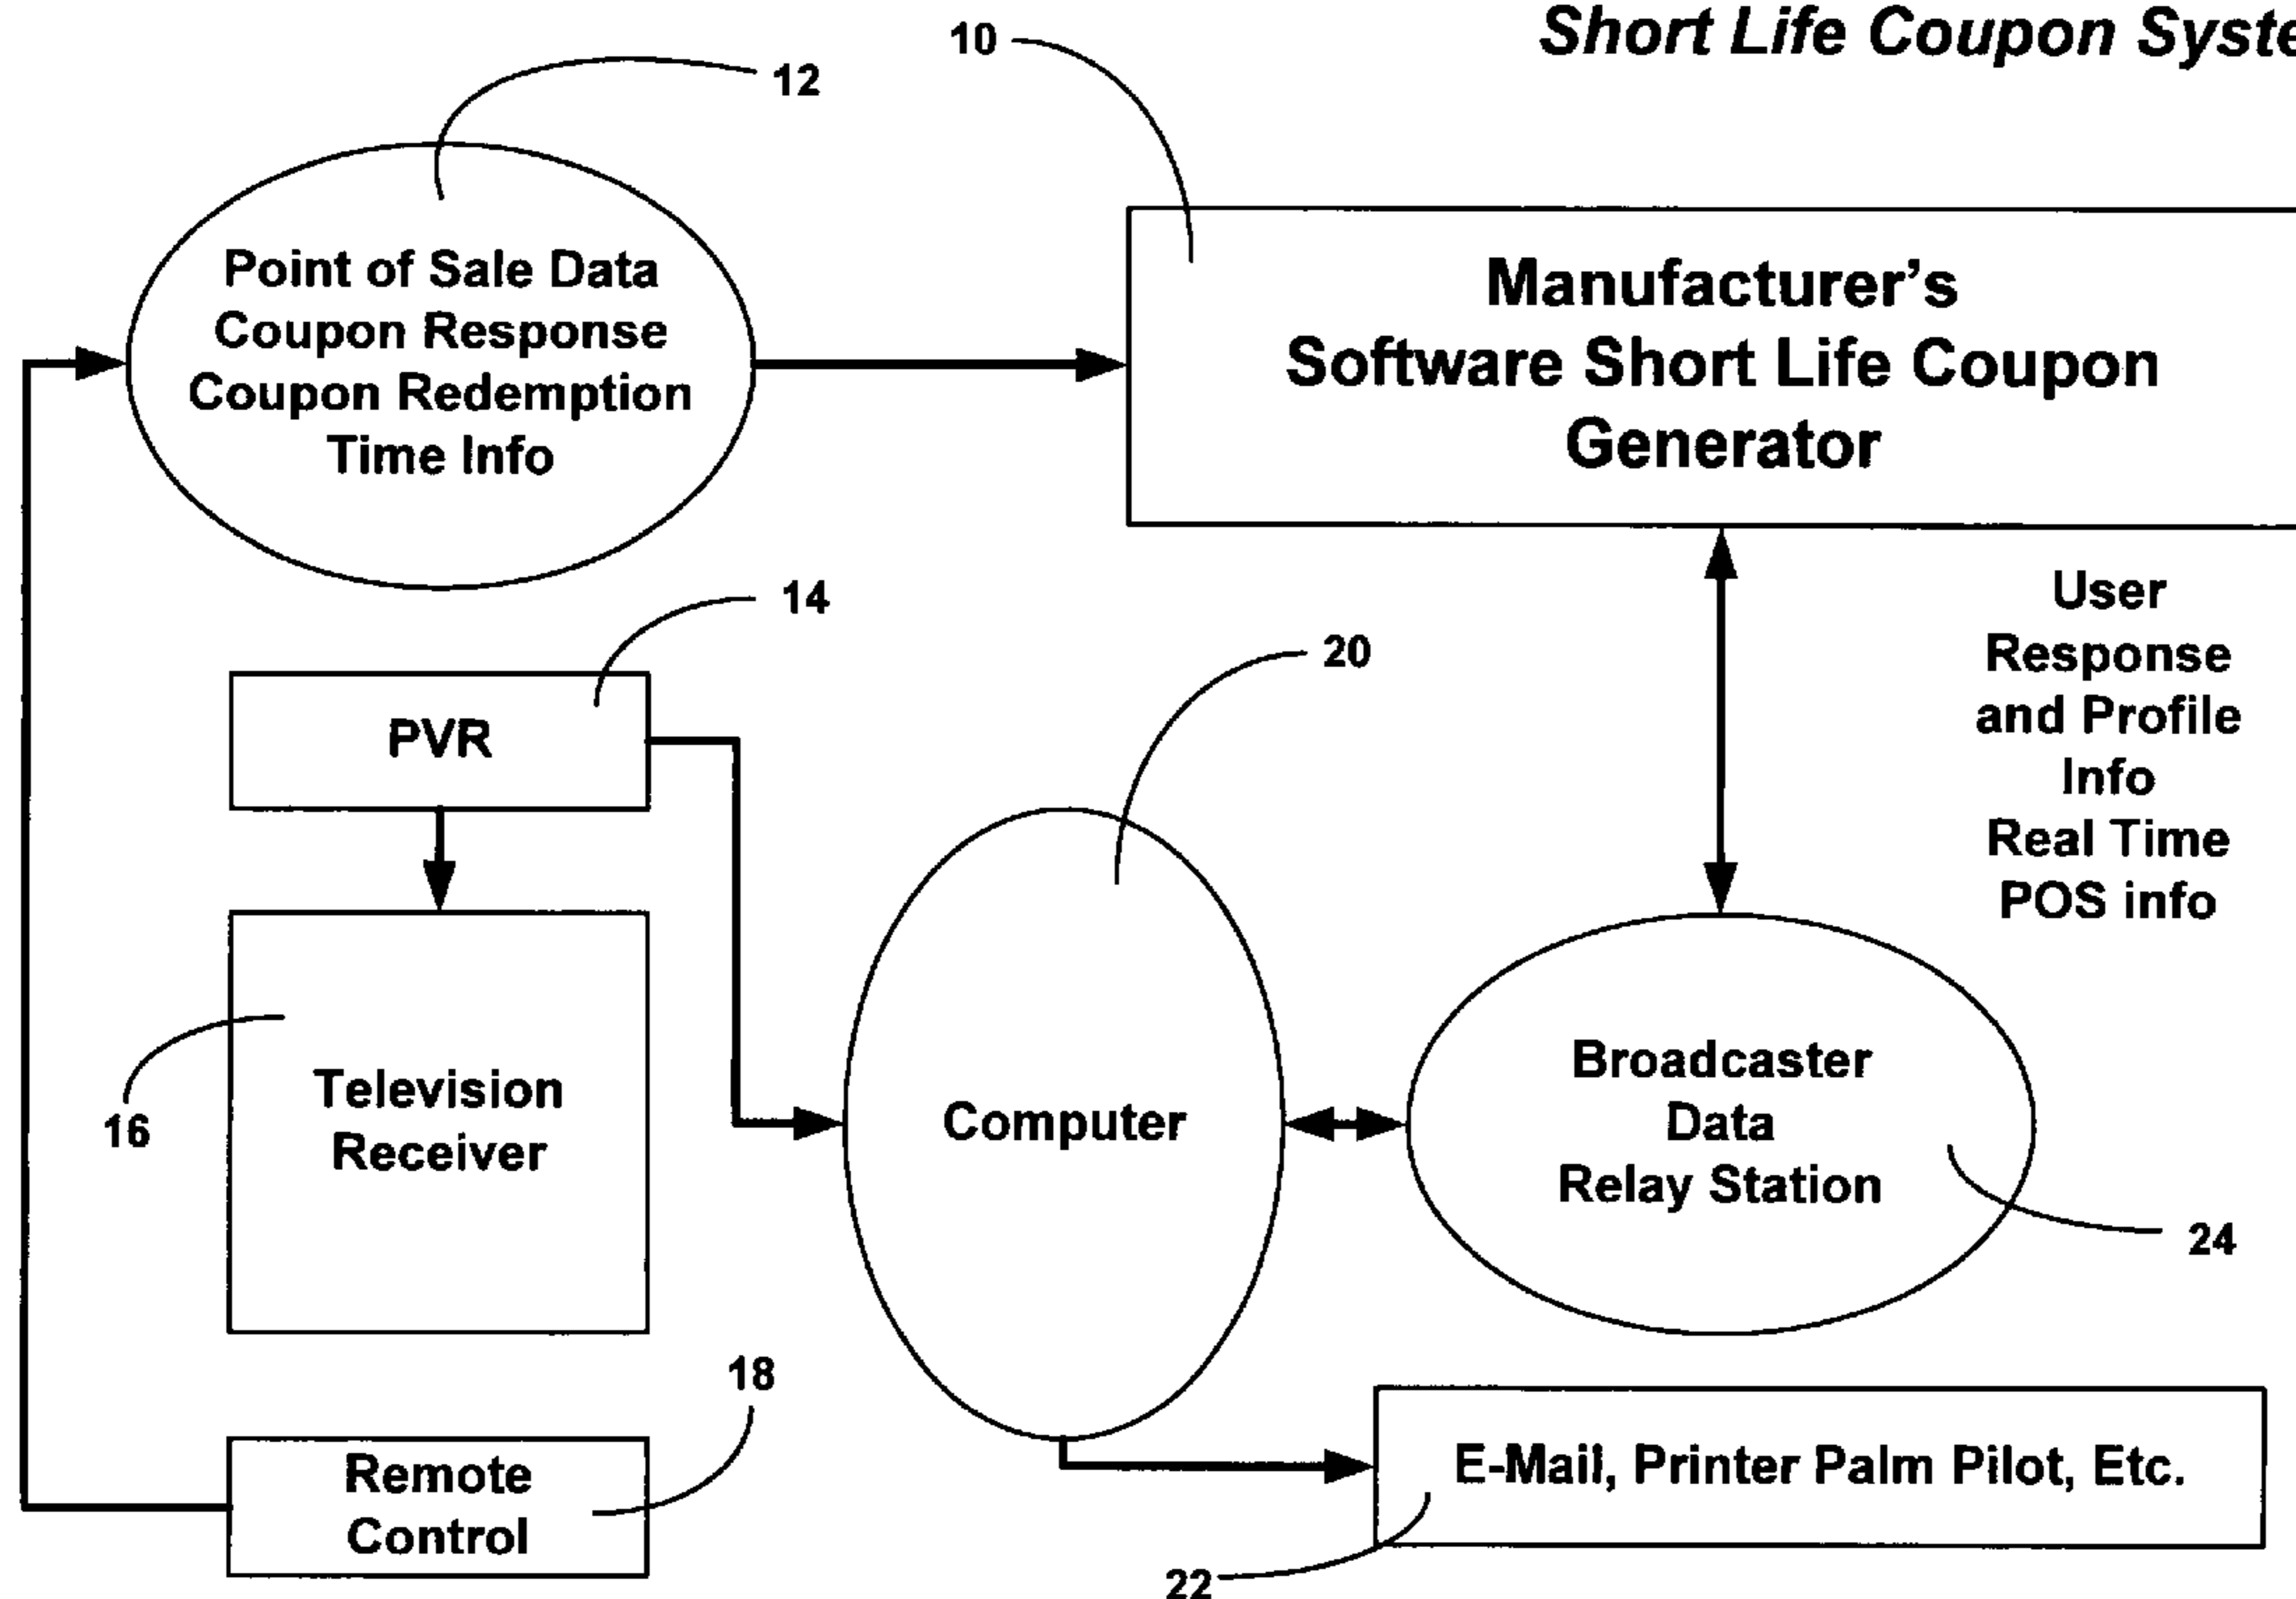 Short Life Coupon Syste
10
12
Point of Sale Data
Coupon Response
Coupon Redemption
Time Info
Manufacturer's
Software Short Life Coupon
Generator
14
PVR
User
Response
and Profile
Info
Real Time
POS info
20
16
Television
Receiver
Computer
Broadcaster
Data
Relay Station
24
18
Remote
Control
E-Mail, Printer Palm Pilot, Etc.
22